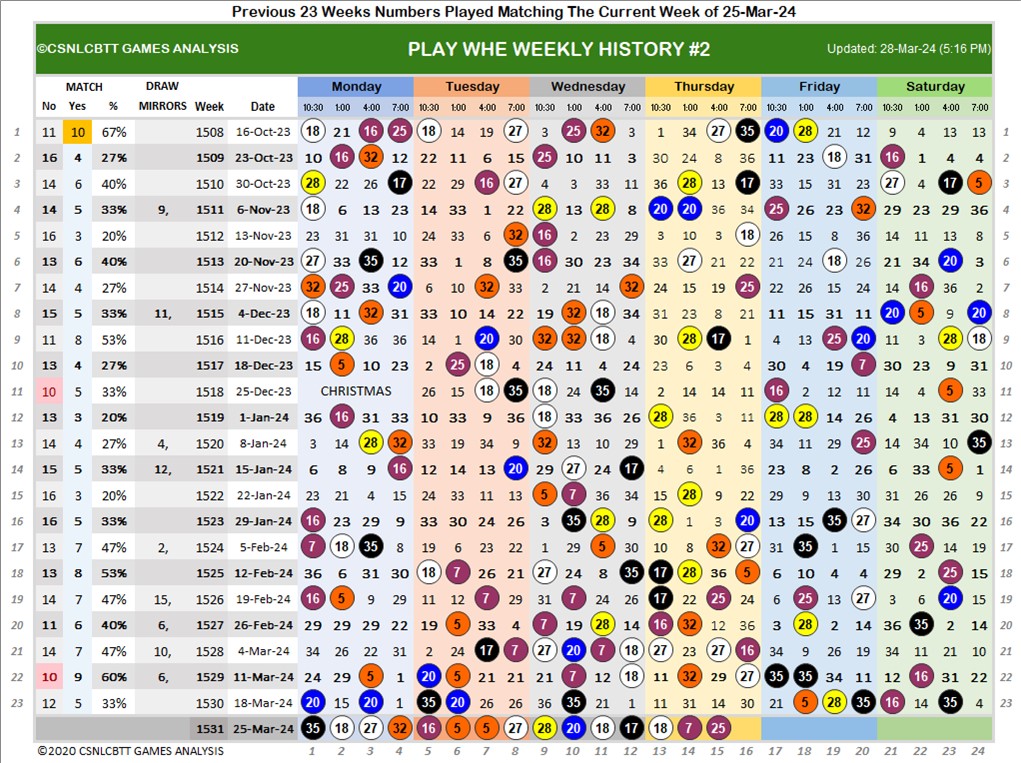 Previous 23 Weeks Numbers Played Matching The Current Week of 25-Mar-24
©CSNLCBTT GAMES ANALYSIS PLAY WHE WEEKLY HISTORY #2 Updated: 28-Mar-24 (5:16 PM)
MATCH DRAW Monday Tuesday Wednesday Thursday Friday Saturday
No Yes % MIRRORS Week Date 10:30 1:00 4:00 7:00 10:30 1:00 4:00 7:00 10:30 1:00 4:00 7:00 10:30 1:00 4:00 7:00 10:30 1:00 4:00 7:00 10:30 1:00 4:00 7:00
1 11 10 67% 1508 16-Oct-23 18 21 16 25 18 14 19 27 3 25 32 3 1 34 27 35 20 28 21 12 9 4 13 13 1
2 16 4 27% 1509 23-Oct-23 10 16 32 12 22 11 6 15 25 10 11 3 30 24 8 36 11 23 18 31 16 1 4 4 2
3 14 6 40% 1510 30-Oct-23 28 22 26 17 22 29 16 27 4 3 33 11 36 28 13 17 33 15 31 23 27 4 17 5 3
4 14 5 33% 9, 1511 6-Nov-23 18 6 13 23 14 33 1 22 28 13 28 8 20 20 36 34 25 26 23 32 29 23 29 36 4
5 16 3 20% 1512 13-Nov-23 23 31 31 10 24 33 6 32 16 2 23 29 3 10 3 18 26 15 8 36 14 11 13 8 5
6 13 6 40% 1513 20-Nov-23 27 33 35 12 33 1 8 35 16 30 23 34 33 27 21 22 21 24 18 26 21 34 20 3 6
7 14 4 27% 1514 27-Nov-23 32 25 33 20 6 10 32 33 2 21 14 32 24 15 19 25 7 26 15 24 14 16 36 2 7
8 15 5 33% 11, 1515 4-Dec-23 18 11 32 31 33 10 14 22 19 32 18 34 31 23 8 21 11 15 31 11 20 5 9 20 8
9 11 8 53% 1516 11-Dec-23 16 28 36 36 14 1 20 30 32 32 18 4 30 28 17 1 4 13 25 20 11 3 28 18 9
10 13 4 27% 1517 18-Dec-23 15 5 10 23 2 25 18 4 24 11 4 24 23 6 3 4 30 4 19 7 30 23 9 31 10
11 10 5 33% 1518 25-Dec-23 CHRISTMAS 26 15 18 35 18 24 35 14 2 14 14 11 16 2 12 11 14 4 5 33 11
12 13 3 20% 1519 1-Jan-24 36 16 31 33 10 33 9 36 18 33 36 26 28 36 3 11 28 28 14 26 4 13 31 30 12
13 14 4 27% 4, 1520 8-Jan-24 3 14 28 32 33 19 34 9 32 13 10 29 1 32 36 4 34 11 29 25 14 34 10 35 13
14 15 5 33% 12, 1521 15-Jan-24 6 8 9 16 12 14 13 20 29 27 24 17 4 6 1 36 23 8 2 26 6 33 5 1 14
15 16 3 20% 1522 22-Jan-24 23 21 4 15 24 33 11 13 5 7 36 34 15 28 9 22 29 9 13 30 31 26 26 9 15
16 16 5 33% 1523 29-Jan-24 16 23 29 9 33 30 24 26 3 35 28 9 28 1 3 20 13 15 35 27 34 30 36 22 16
17 13 7 47% 2, 1524 5-Feb-24 7 18 35 8 19 6 23 22 1 29 5 30 10 8 32 27 31 35 1 15 30 25 14 19 17
18 13 8 53% 1525 12-Feb-24 36 6 31 30 18 7 26 21 27 24 8 35 17 28 36 5 6 10 4 4 29 2 25 15 18
19 14 7 47% 15, 1526 19-Feb-24 16 5 9 29 11 12 7 29 31 7 24 26 17 22 25 24 6 25 13 27 3 6 20 15 19
20 11 6 40% 6, 1527 26-Feb-24 29 29 29 22 19 5 33 4 7 19 28 14 16 32 12 36 3 28 2 14 36 35 2 14 20
21 14 7 47% 10, 1528 4-Mar-24 34 26 22 31 21 14 17 7 27 20 7 18 27 23 27 16 34 9 26 19 34 11 21 10 21
22 10 9 60% 6, 1529 11-Mar-24 24 29 5 1 20 5 21 21 21 7 12 18 11 32 29 27 35 35 34 11 12 16 31 22 22
23 12 5 33% 1530 18-Mar-24 20 15 20 15 35 20 26 26 36 35 21 1 11 31 14 30 21 5 28 35 16 14 35 4 23
1531 25-Mar-24 35 18 27 32 16 5 5 27 28 20 18 17 18 7 25
©2020 CSNLCBTT GAMES ANALYSIS 1 2 3 4 5 6 7 8 9 10 11 12 13 14 15 16 17 18 19 20 21 22 23 24